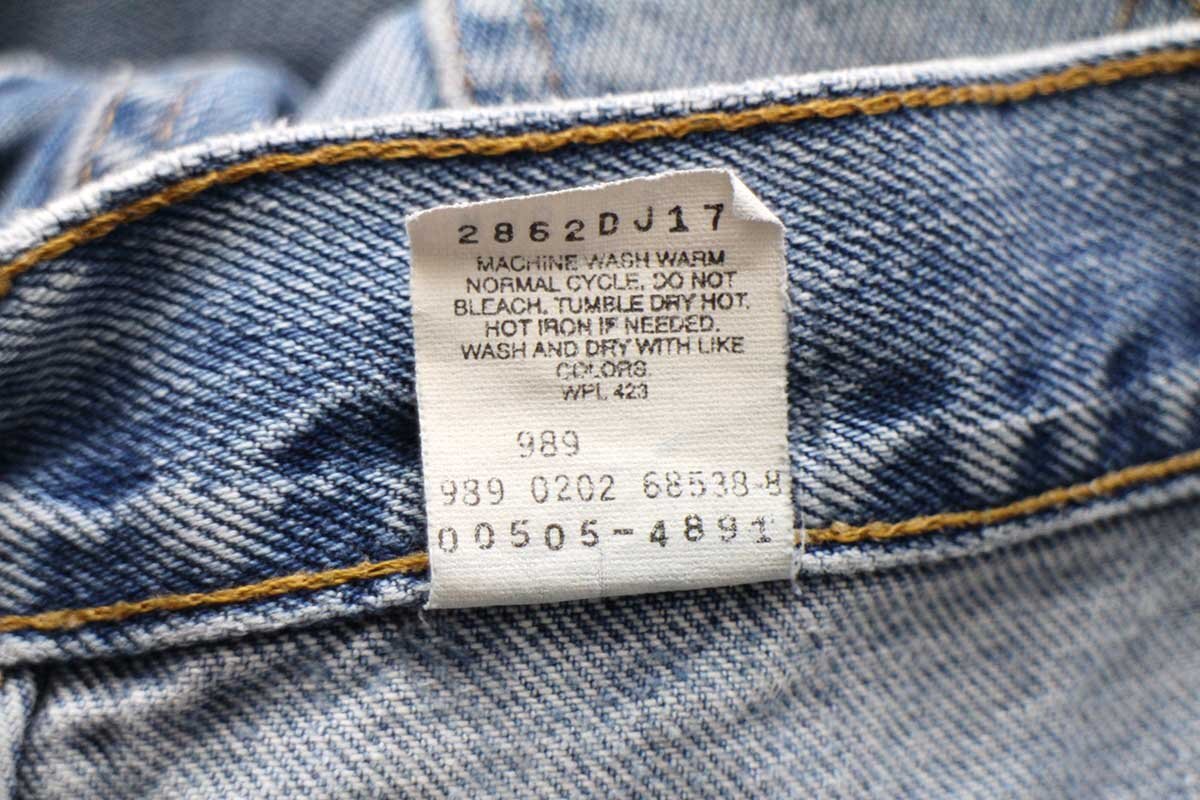 2862DJ17
MACHINE WASH WARM
NORMAL CYCLE, DO NOT
BLEACH. TUMBLE DRY HOT.
HOT IRON IF NEEDED.
WASH AND DRY WITH LIKE
COLORS.
WPL 423
989
989 0202 68538-8
00505-4891